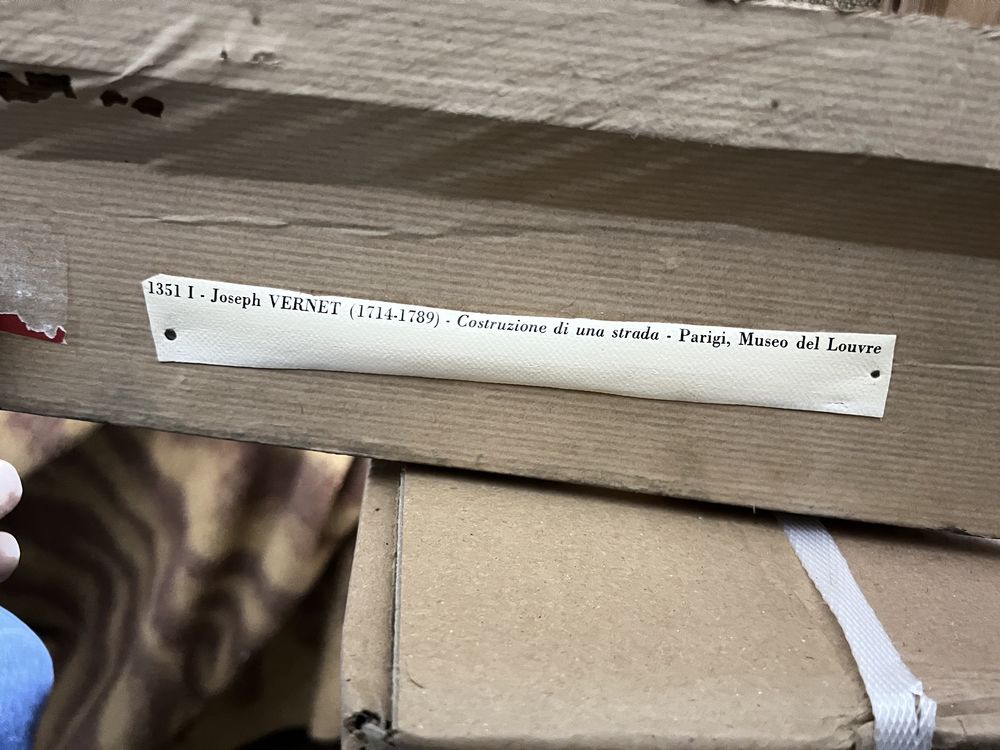 1351 I - Joseph VERNET (1714-1789) - Costruzione di una strada - Parigi, Museo del Louvre